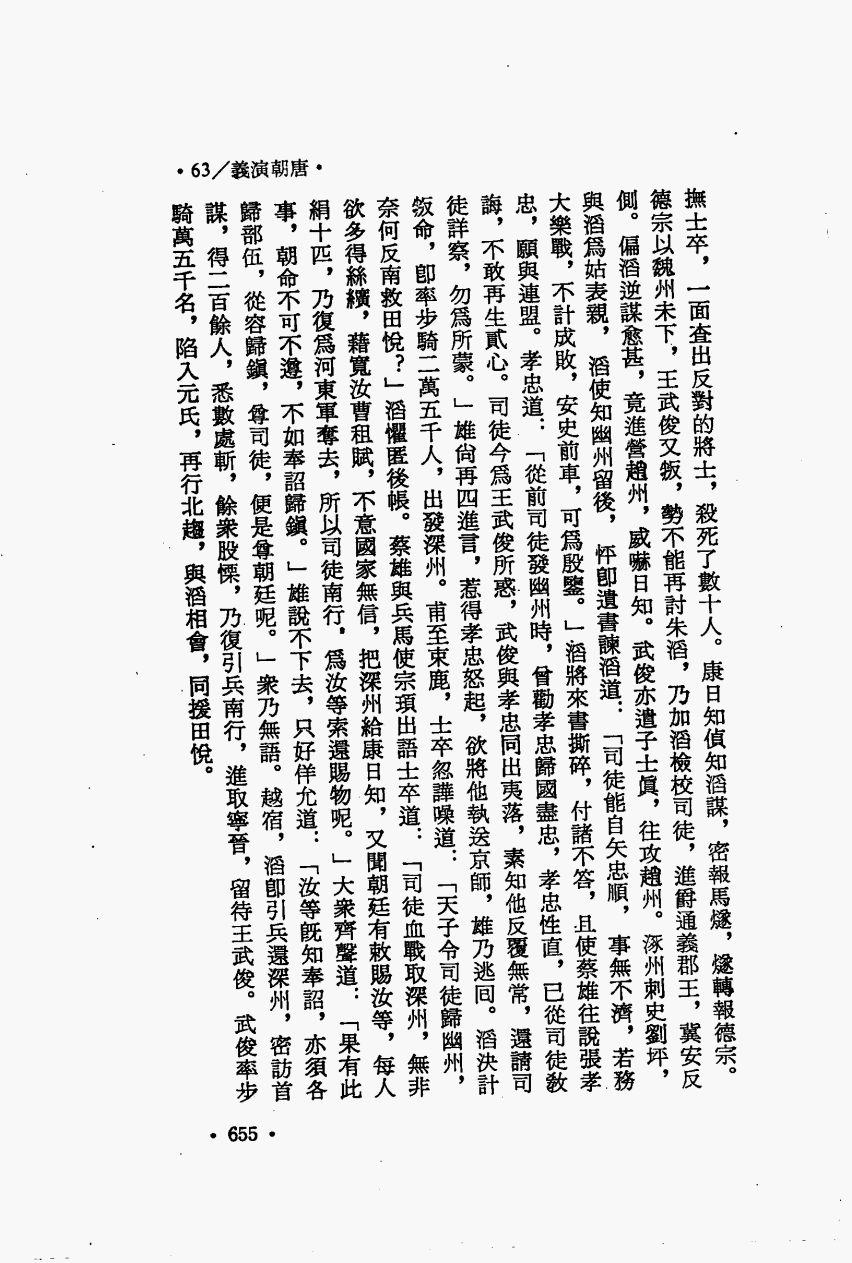 •63／義演朝唐•
撫士卒，一面查出反對的將士，殺死了數十人。康日知偵知滔謀，密報馬燧，燧轉報德宗。
德宗以魏州未下，王武俊又叛，勢不能再討朱滔，乃加滔檢校司徒，進爵通義郡王，冀安反
側。偏滔逆謀愈甚，竟進營趙州，威嚇日知。武俊亦遣子士眞，往攻趙州。涿州刺史劉坪，
與滔爲姑表親，滔使知幽州留後，怦卽遺書諫滔道：「司徒能自矢忠順，事無不濟，若務
大樂戰，不計成敗，安史前車，可爲殷鑒。」滔將來書撕碎，付諸不答，且使蔡雄往說張孝
忠，願與連盟。孝忠道：「從前司徒發幽州時，曾勸孝忠歸國盡忠，孝忠性直，已從司徒敎
誨，不敢再生貳心。司徒今爲王武俊所惑，武俊與孝忠同出夷落，素知他反覆無常，還請司
徒詳察，勿爲所蒙。」雄尙再四進言，惹得孝忠怒起，欲將他執送京師，雄乃逃囘。滔決計
叛命，卽率步騎二萬五千人，出發深州。甫至束鹿，士卒忽譁噪道：「天子令司徒歸幽州，
奈何反南救田悅？」滔懼匿後帳。蔡雄與兵馬使宗頊出語士卒道：「司徒血戰取深州，無非
欲多得絲纊，藉寬汝曹租賦，不意國家無信，把深州給康日知，又聞朝廷有敕賜汝等，每人
絹十匹，乃復爲河東軍奪去，所以司徒南行，爲汝等索還賜物呢。」大衆齊聲道：「果有此
事，朝命不可不遵，不如奉詔歸鎭。」雄說不下去，只好佯允道：「汝等旣知奉詔，亦須各
歸部伍，從容歸鎭，尊司徒，便是尊朝廷呢。」衆乃無語。越宿，滔卽引兵還深州，密訪首
謀，得二百餘人，悉數處斬，餘衆股慄，乃復引兵南行，進取寧晉，留待王武俊。武俊率步
騎萬五千名，陷入元氏，再行北趨，與滔相會，同援田悅。
•655•